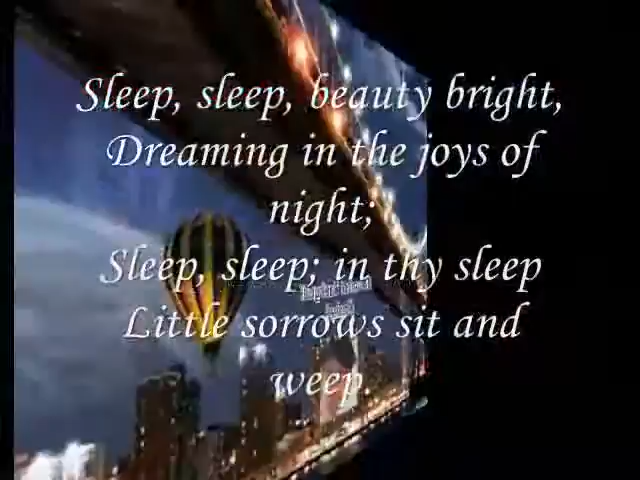 Sleep, sleep, beauty bright,
Dreaming in the joys of
night;
Sleep, sleep; in thy sleep
Little sorrows sit and
weep.